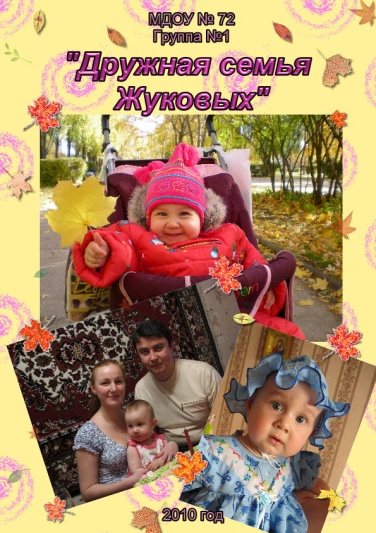 МДОУ № 72
Группа №1
"Дружная семья
Жуковых"
2010 год